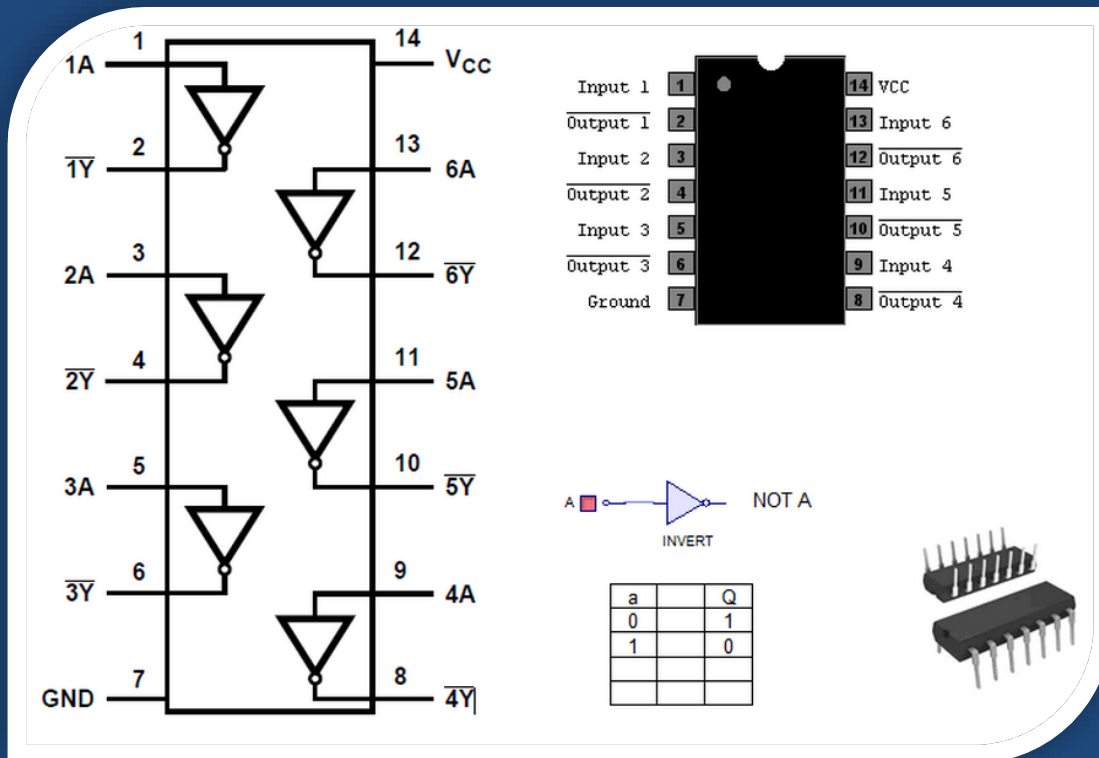 1
1A
2
1Y
3
2A
4
2Y
5
3A
6
3Y
7
GND
14
VCC
13
6A
12
6Y
11
5A
10
5Y
9
4A
8
4Y
Input 1 1
Output 1 2
Input 2 3
Output 2 4
Input 3 5
Output 3 6
Ground 7
14 VCC
13 Input 6
12 Output 6
11 Input 5
10 Output 5
9 Input 4
8 Output 4
A NOT A
INVERT
a Q
0 1
1 0